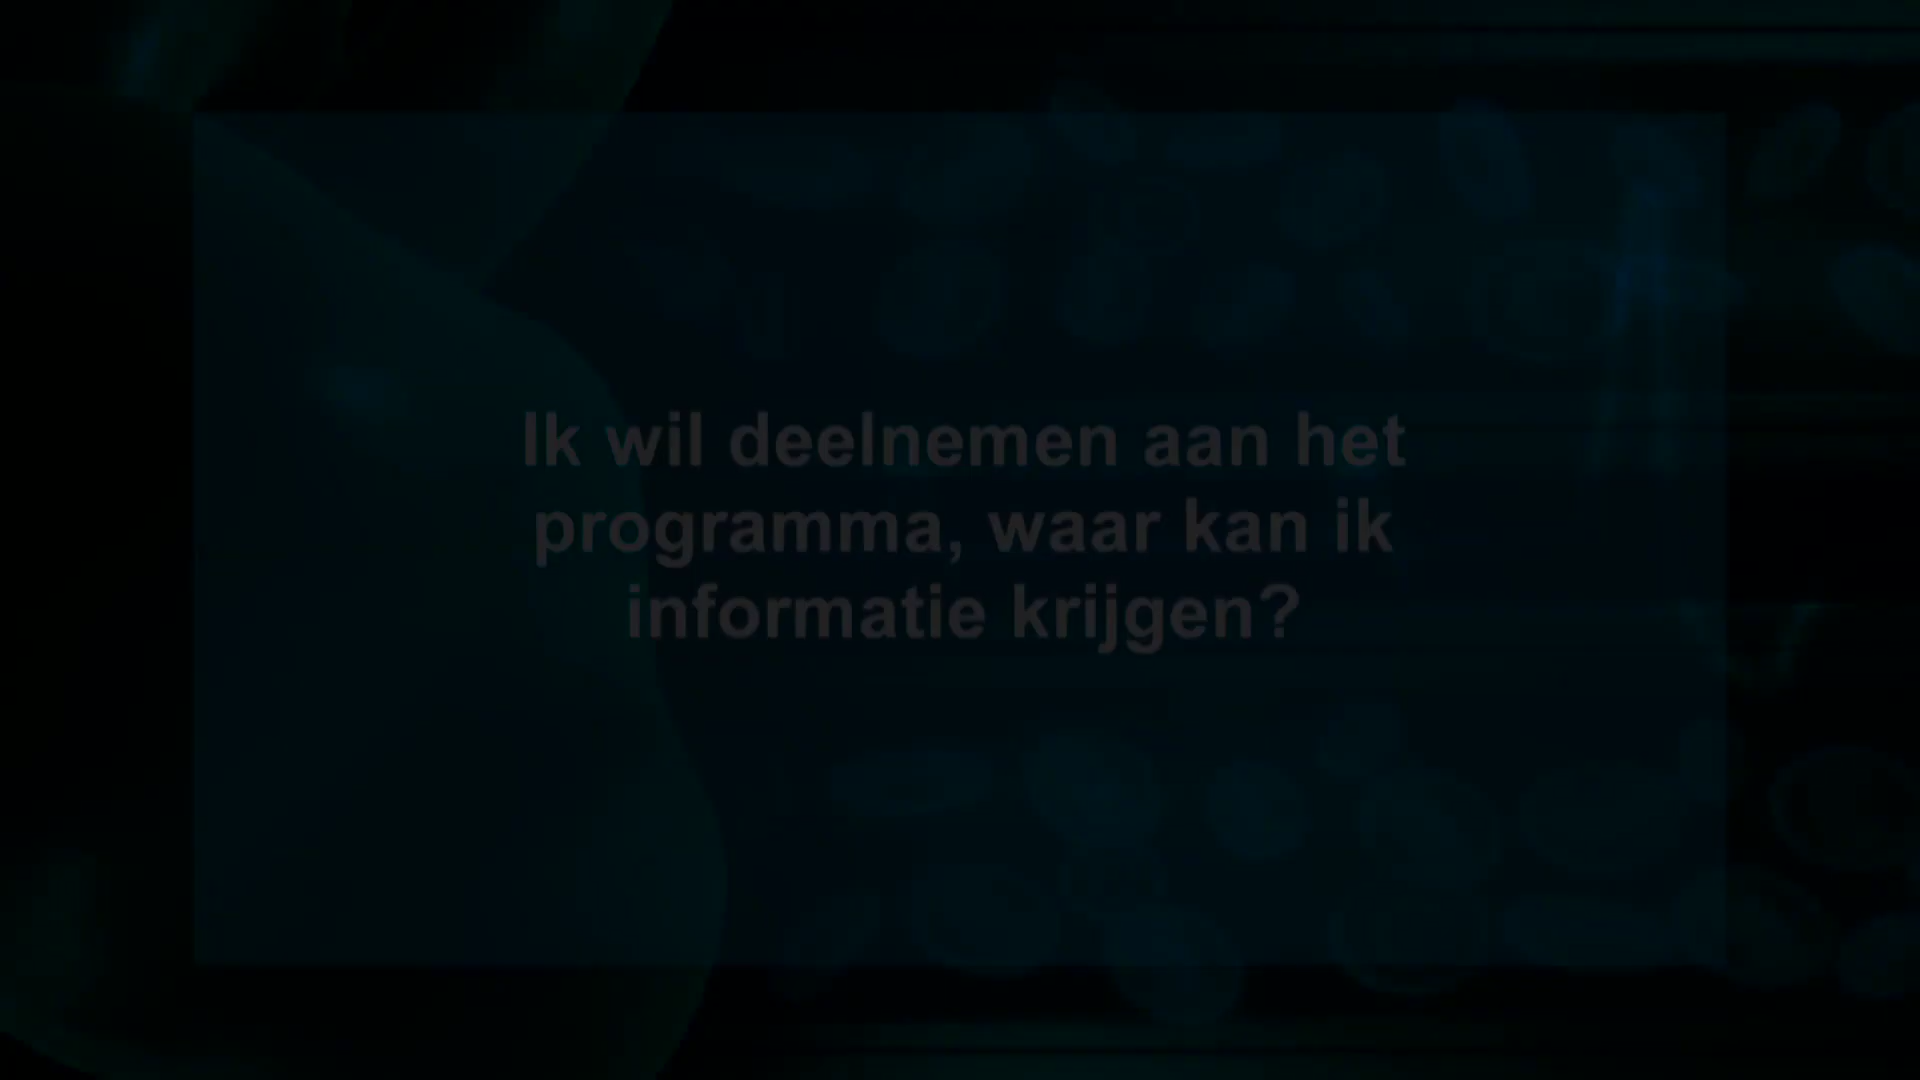 Ik wil deelnemen aan het
programma, waar kan ik
informatie krijgen?